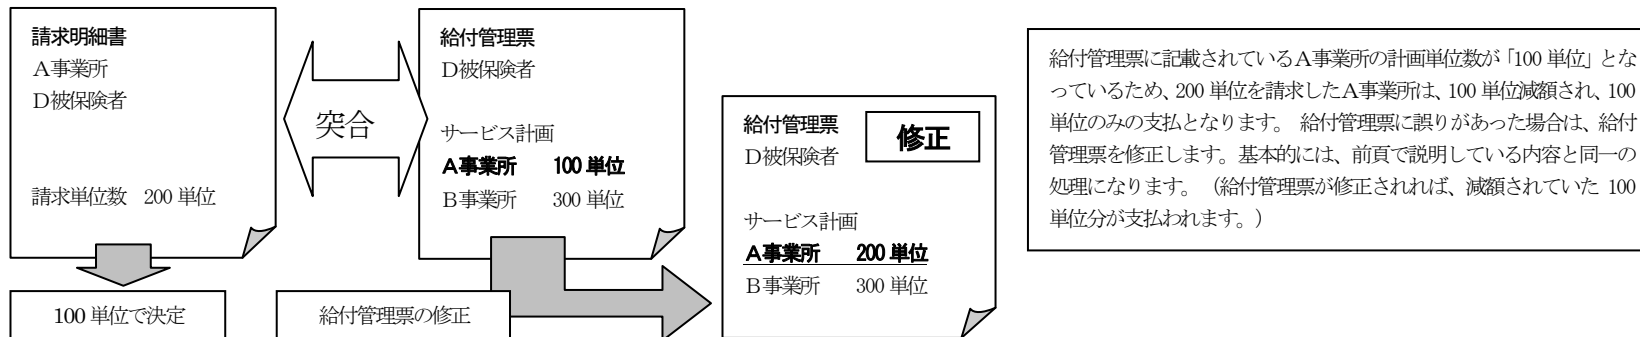 請求明細書
A事業所
D被保険者
請求単位数 200 単位
突合
給付管理票
D被保険者
サービス計画
A事業所 100 単位
B事業所 300 単位
100 単位で決定
給付管理票の修正
給付管理票
修正
D被保険者
サービス計画
A事業所 200 単位
B事業所 300 単位
給付管理票に記載されているA事業所の計画単位数が「100 単位」とな
っているため、200 単位を請求したA事業所は、100 単位減額され、100
単位のみの支払となります。 給付管理票に誤りがあった場合は、給付
管理票を修正します。基本的には、前頁で説明している内容と同一の
処理になります。 （給付管理票が修正されれば、減額されていた 100
単位分が支払われます。）